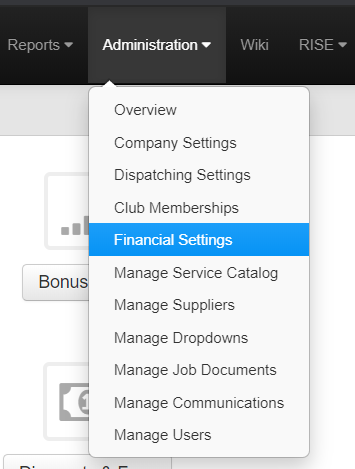 Reports Administration Wiki RISE
Overview
Company Settings
Dispatching Settings
Club Memberships
Financial Settings
Bonus
Manage Service Catalog
Manage Suppliers
Manage Dropdowns
Manage Job Documents
Manage Communications
Manage Users